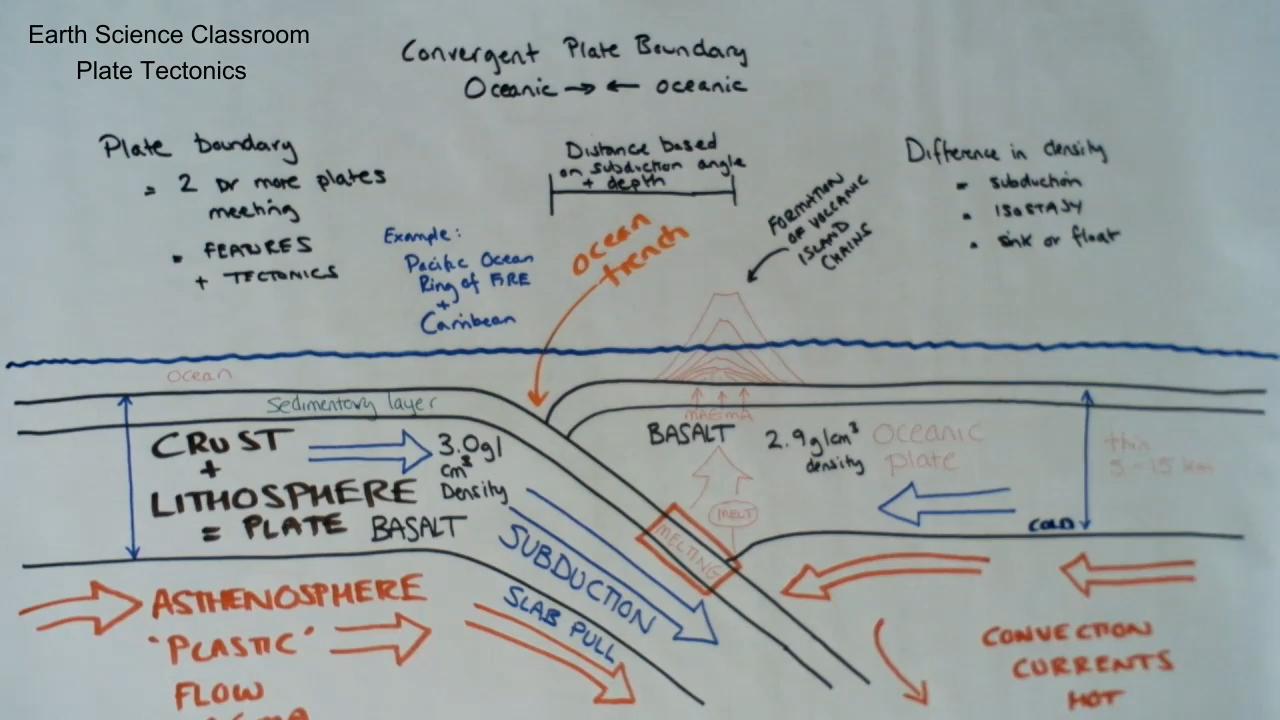 Earth Science Classroom
Plate Tectonics
Convergent Plate Boundary
Oceanic → ← oceanic
Plate boundary
2 or more plates
meeting
FEATURES
+ TECTONICS
Example:
Pacific Ocean
Ring of FIRE
+
Carribean
Distance based
on subduction angle
+ depth
ocean
trench
FORMATION
OF VOLCANIC
ISLAND
CHAINS
Difference in density
subduction
ISOSTASY
sink or float
ocean
Sedimentary layer
CRUST
+
LITHOSPHERE
= PLATE
BASALT
3.0g/
cm³
Density
SUBDUCTION
SLAB PULL
MAGMA
BASALT
2.9g/cm³
density
oceanic
plate
thin
5-15 km
MELT
MELTING
COLD
ASTHENOSPHERE
"PLASTIC"
FLOW
CONVECTION
CURRENTS
HOT